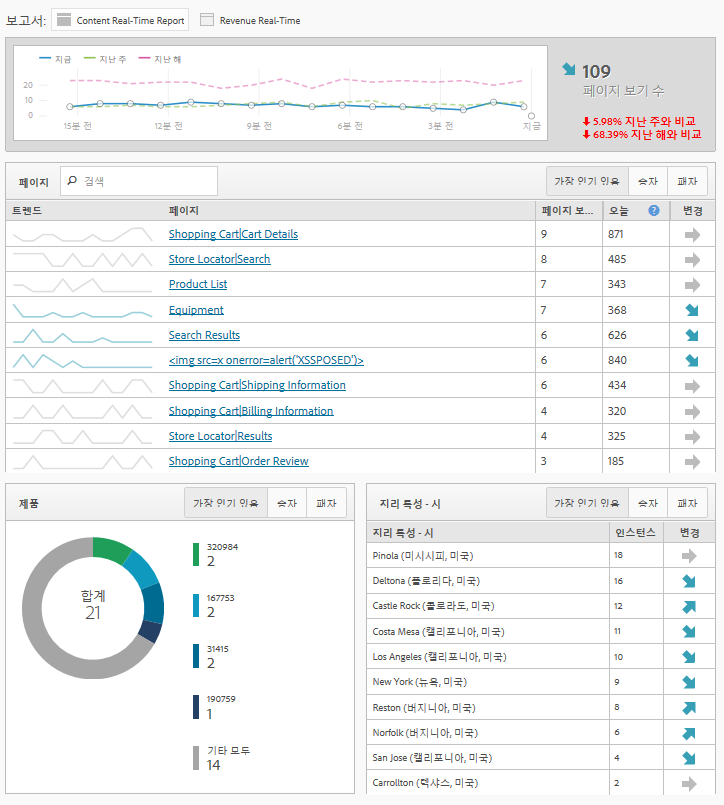 보고서: Content Real-Time Report Revenue Real-Time
지금 지난 주 지난 해
20
10
0
15분 전 12분 전 9분 전 6분 전 3분 전 지금
109
페이지 보기 수
5.98% 지난 주와 비교
68.39% 지난 해와 비교
페이지 검색 가장 인기 있음 승자 패자
트렌드 페이지 페이지 보... 오늘 ? 변경
Shopping Cart|Cart Details 9 871
Store Locator|Search 8 485
Product List 7 343
Equipment 7 368
Search Results 6 626
<img src=x onerror=alert('XSSPOSED')> 6 840
Shopping Cart|Shipping Information 6 434
Shopping Cart|Billing Information 4 320
Store Locator|Results 4 325
Shopping Cart|Order Review 3 185
제품 가장 인기 있음 승자 패자
합계
21
320984
2
167753
2
31415
2
190759
1
기타 모두
14
지리 특성 - 시 가장 인기 있음 승자 패자
지리 특성 - 시 인스턴스 변경
Pinola (미시시피, 미국) 18
Deltona (플로리다, 미국) 16
Castle Rock (콜로라도, 미국) 12
Costa Mesa (캘리포니아, 미국) 11
Los Angeles (캘리포니아, 미국) 10
New York (뉴욕, 미국) 9
Reston (버지니아, 미국) 8
Norfolk (버지니아, 미국) 6
San Jose (캘리포니아, 미국) 4
Carrollton (텍사스, 미국) 2